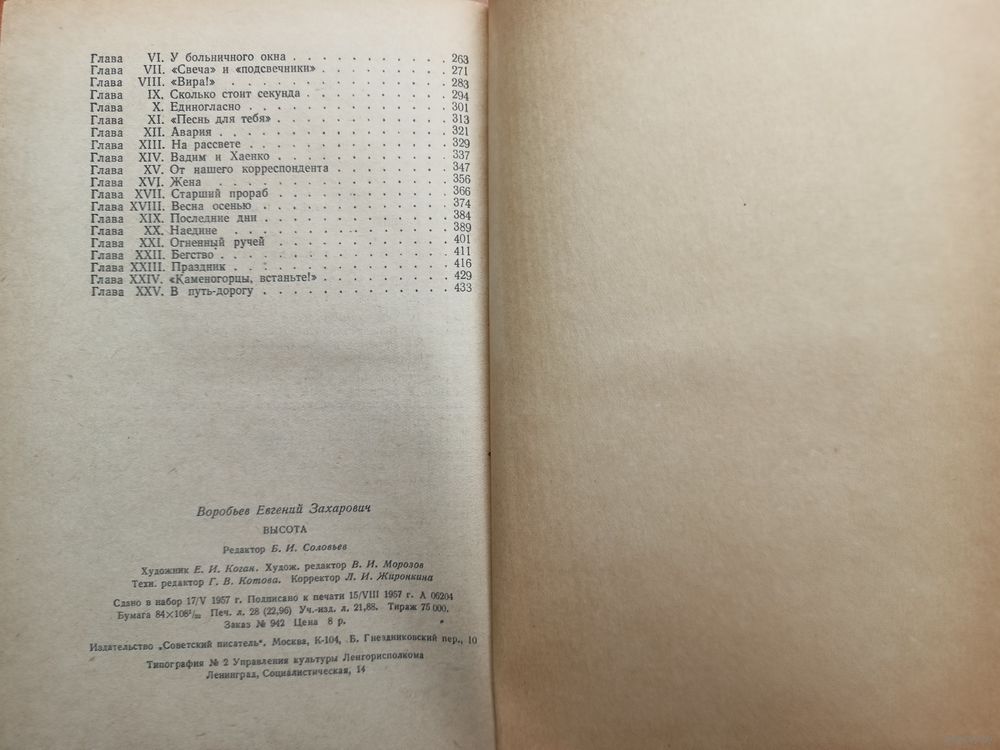 Глава VI. У больничного окна . . . . . . . . . . . 263
Глава VII. «Свеча» и «подсвечники» . . . . . . . . . 271
Глава VIII. «Вира!» . . . . . . . . . . . . . . 283
Глава IX. Сколько стоит секунда . . . . . . . . . . 294
Глава X. Единогласно . . . . . . . . . . . . . 301
Глава XI. «Песнь для тебя» . . . . . . . . . . . . 313
Глава XII. Авария . . . . . . . . . . . . . . . 321
Глава XIII. На рассвете . . . . . . . . . . . . . 329
Глава XIV. Вадим и Хаенко . . . . . . . . . . . . 337
Глава XV. От нашего корреспондента . . . . . . . . 347
Глава XVI. Жена . . . . . . . . . . . . . . . 356
Глава XVII. Старший прораб . . . . . . . . . . . . 366
Глава XVIII. Весна осенью . . . . . . . . . . . . . 374
Глава XIX. Последние дни . . . . . . . . . . . . 384
Глава XX. Наедине . . . . . . . . . . . . . . 389
Глава XXI. Огненный ручей . . . . . . . . . . . . 401
Глава XXII. Бегство . . . . . . . . . . . . . . . 411
Глава XXIII. Праздник . . . . . . . . . . . . . . 416
Глава XXIV. «Каменогорцы, встаньте!» . . . . . . . . . 429
Глава XXV. В путь-дорогу . . . . . . . . . . . . . 433
Воробьев Евгений Захарович
ВЫСОТА
Редактор Б. И. Соловьев
Художник Е. И. Коган. Худож. редактор В. И. Морозов
Техн. редактор Г. В. Котова. Корректор Л. И. Жиронкина
Сдано в набор 17/V 1957 г. Подписано к печати 15/VIII 1957 г. А 06204
Бумага 84×108¹/₃₂ Печ. л. 28 (22,96) Уч.-изд. л. 21,88. Тираж 75 000.
Заказ № 942 Цена 8 р.
Издательство „Советский писатель“. Москва, К-104, Б. Гнездниковский пер., 10
Типография № 2 Управления культуры Ленгорисполкома
Ленинград, Социалистическая, 14